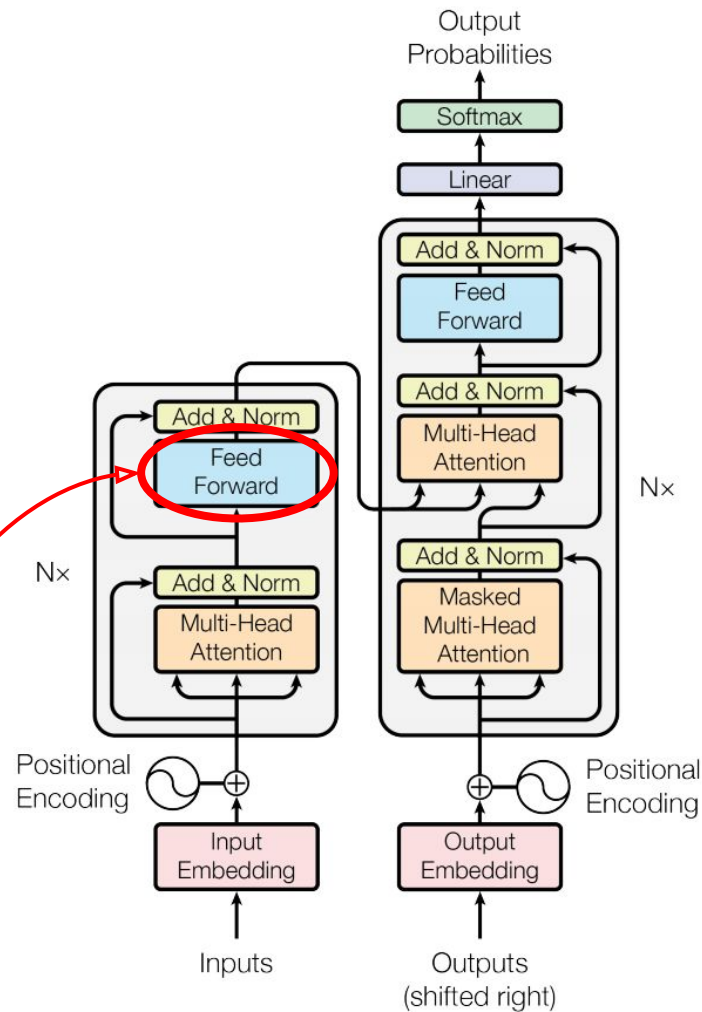 Output
Probabilities
Softmax
Linear
Add & Norm
Feed
Forward
Add & Norm
Multi-Head
Attention
Add & Norm
Masked
Multi-Head
Attention
Nx
Add & Norm
Feed
Forward
Add & Norm
Multi-Head
Attention
Nx
Positional
Encoding
Positional
Encoding
Input
Embedding
Output
Embedding
Inputs
Outputs
(shifted right)